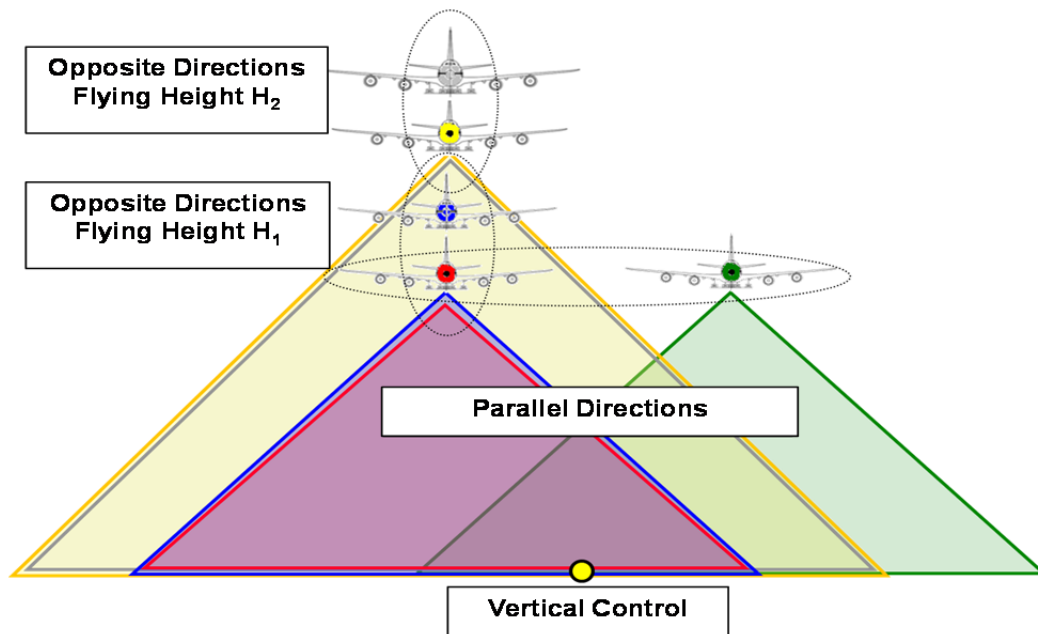 Opposite Directions
Flying Height H₂
Opposite Directions
Flying Height H₁
Parallel Directions
Vertical Control